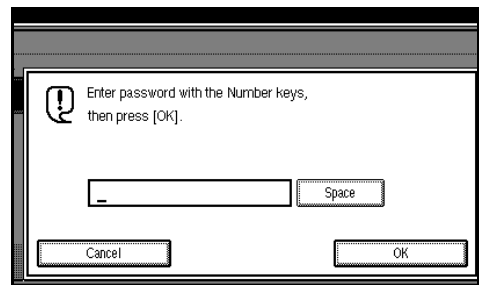 Enter password with the Number keys,
then press [OK].
Space
Cancel
OK